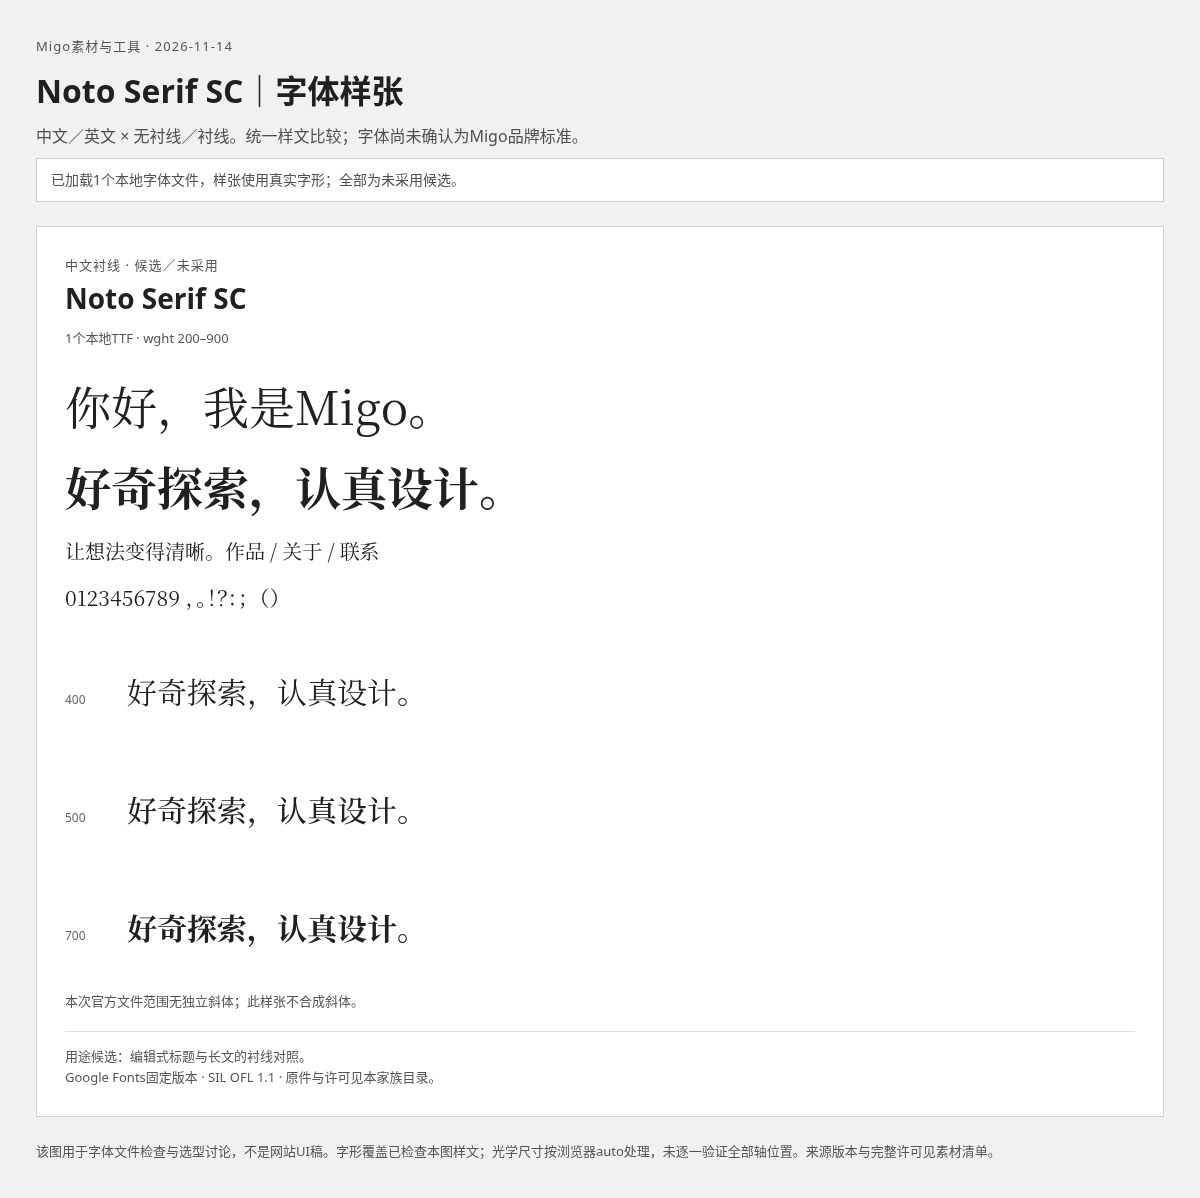 Migo素材与工具 · 2026-11-14
Noto Serif SC｜字体样张
中文／英文 × 无衬线／衬线。统一样文比较；字体尚未确认为Migo品牌标准。
已加载1个本地字体文件，样张使用真实字形；全部为未采用候选。
中文衬线 · 候选／未采用
Noto Serif SC
1个本地TTF · wght 200–900
你好，我是Migo。
好奇探索，认真设计。
让想法变得清晰。作品 / 关于 / 联系
0123456789 ，。！？：；（）
400 好奇探索，认真设计。
500 好奇探索，认真设计。
700 好奇探索，认真设计。
本次官方文件范围无独立斜体；此样张不合成斜体。
用途候选：编辑式标题与长文的衬线对照。
Google Fonts固定版本 · SIL OFL 1.1 · 原件与许可见本家族目录。
该图用于字体文件检查与选型讨论，不是网站UI稿。字形覆盖已检查本图样文；光学尺寸按浏览器auto处理，未逐一验证全部轴位置。来源版本与完整许可见素材清单。